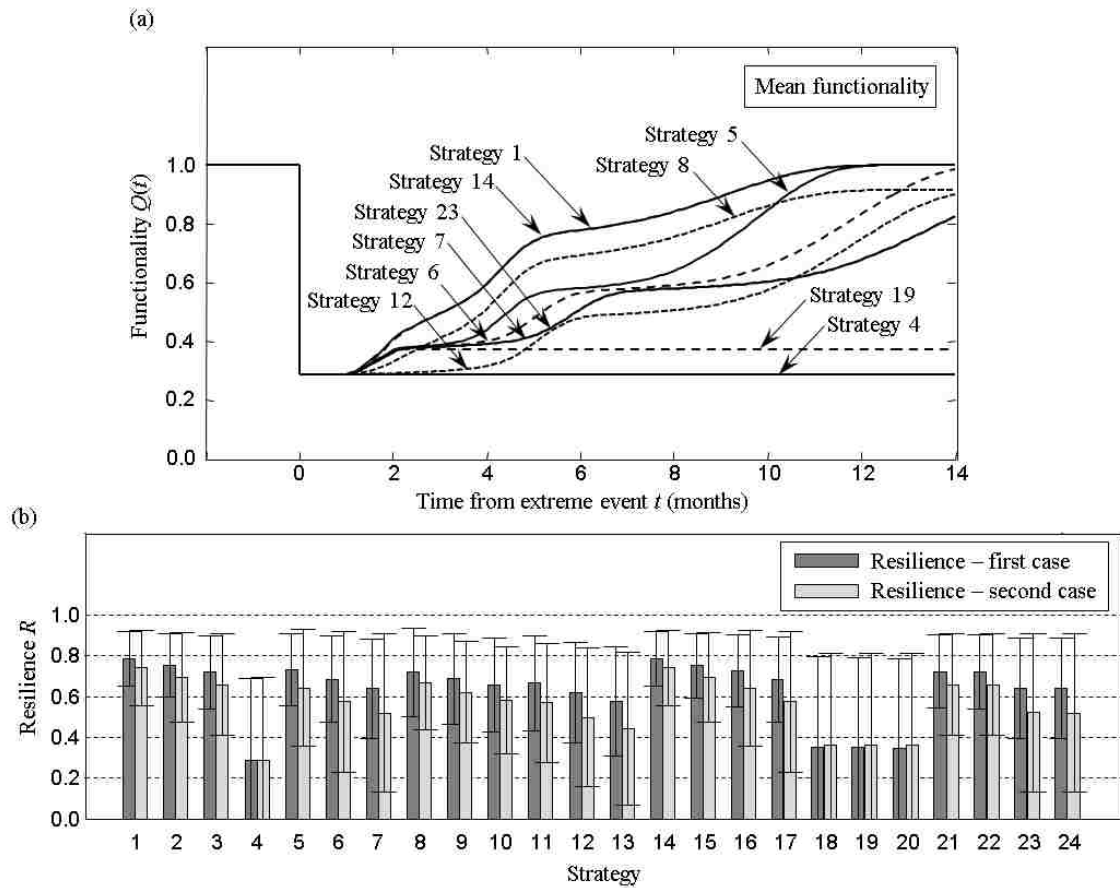 (a)
Mean functionality
Strategy 5
Strategy 1
Strategy 8
Strategy 14
Strategy 23
Strategy 7
Strategy 6
Strategy 12
Strategy 19
Strategy 4
Functionality Q(t)
1.0
0.8
0.6
0.4
0.2
0.0
0 2 4 6 8 10 12 14
Time from extreme event t (months)
(b)
Resilience – first case
Resilience – second case
Resilience R
1.0
0.8
0.6
0.4
0.2
0.0
1 2 3 4 5 6 7 8 9 10 11 12 13 14 15 16 17 18 19 20 21 22 23 24
Strategy